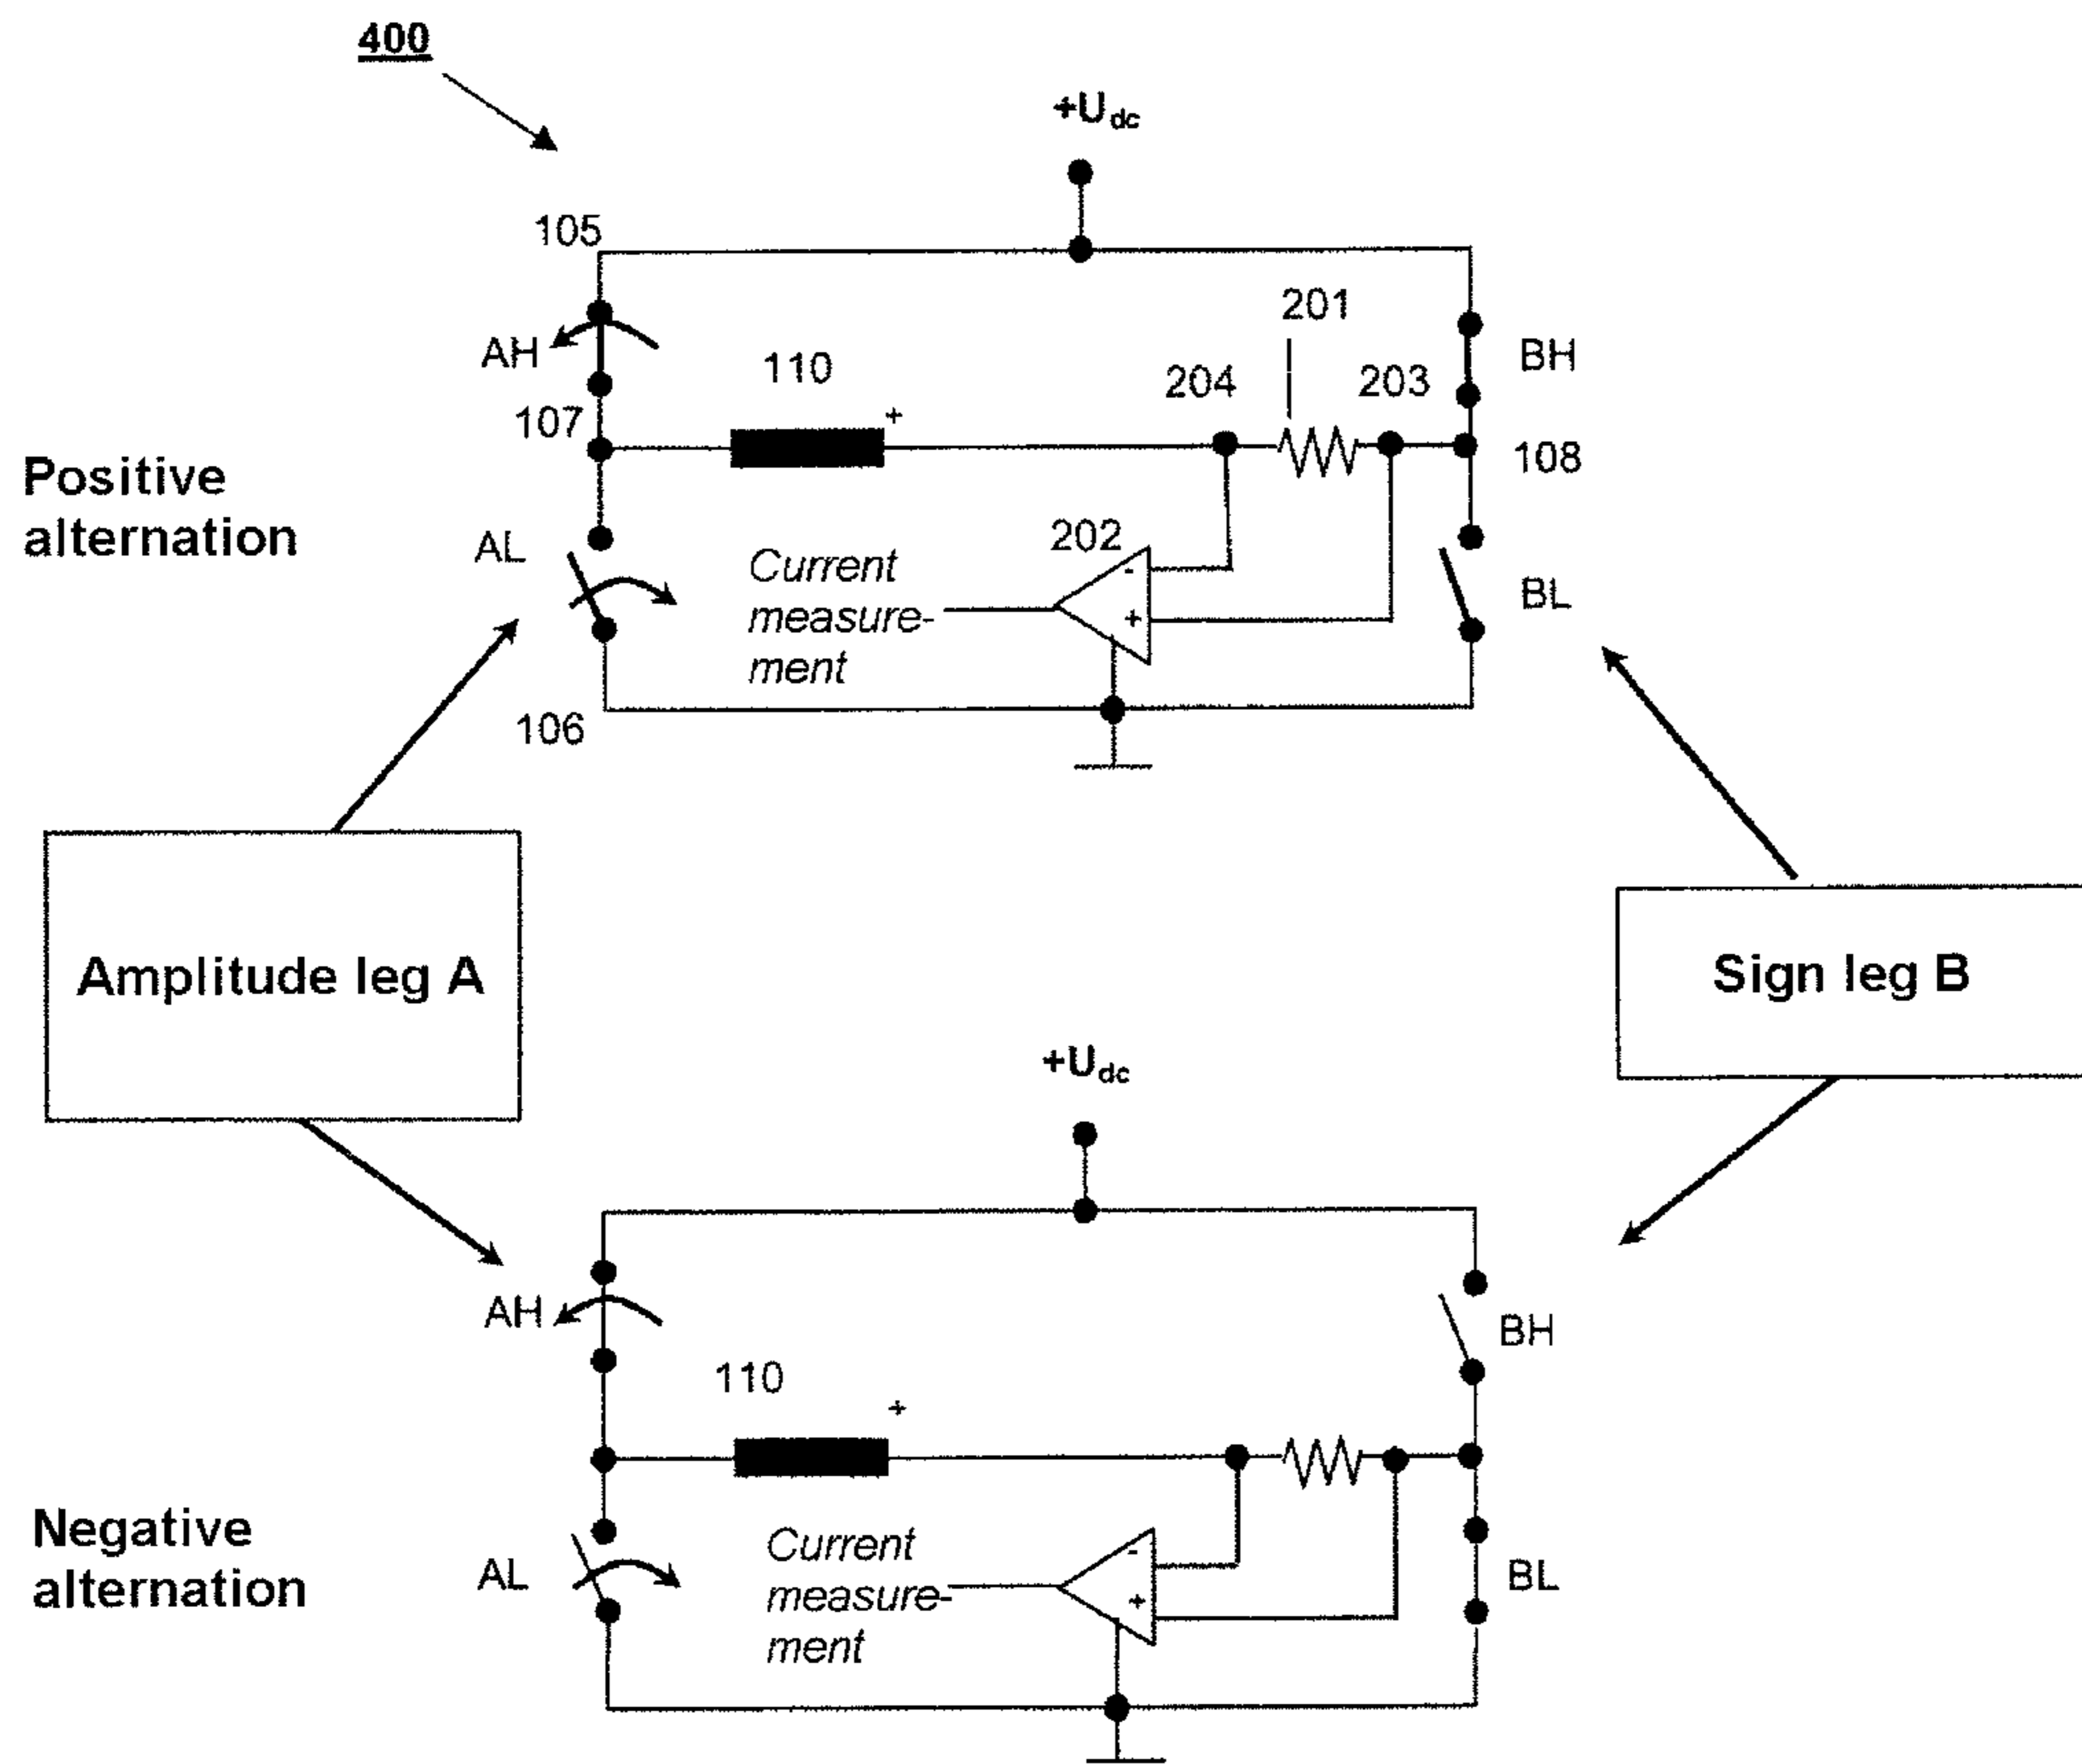 400
+Udc
105
201
AH
110
204
203
BH
107
+
108
Positive
alternation
AL
202
Current
measure-
ment
-
+
BL
106
Amplitude leg A
Sign leg B
+Udc
AH
BH
110
+
Negative
alternation
AL
Current
measure-
ment
-
+
BL